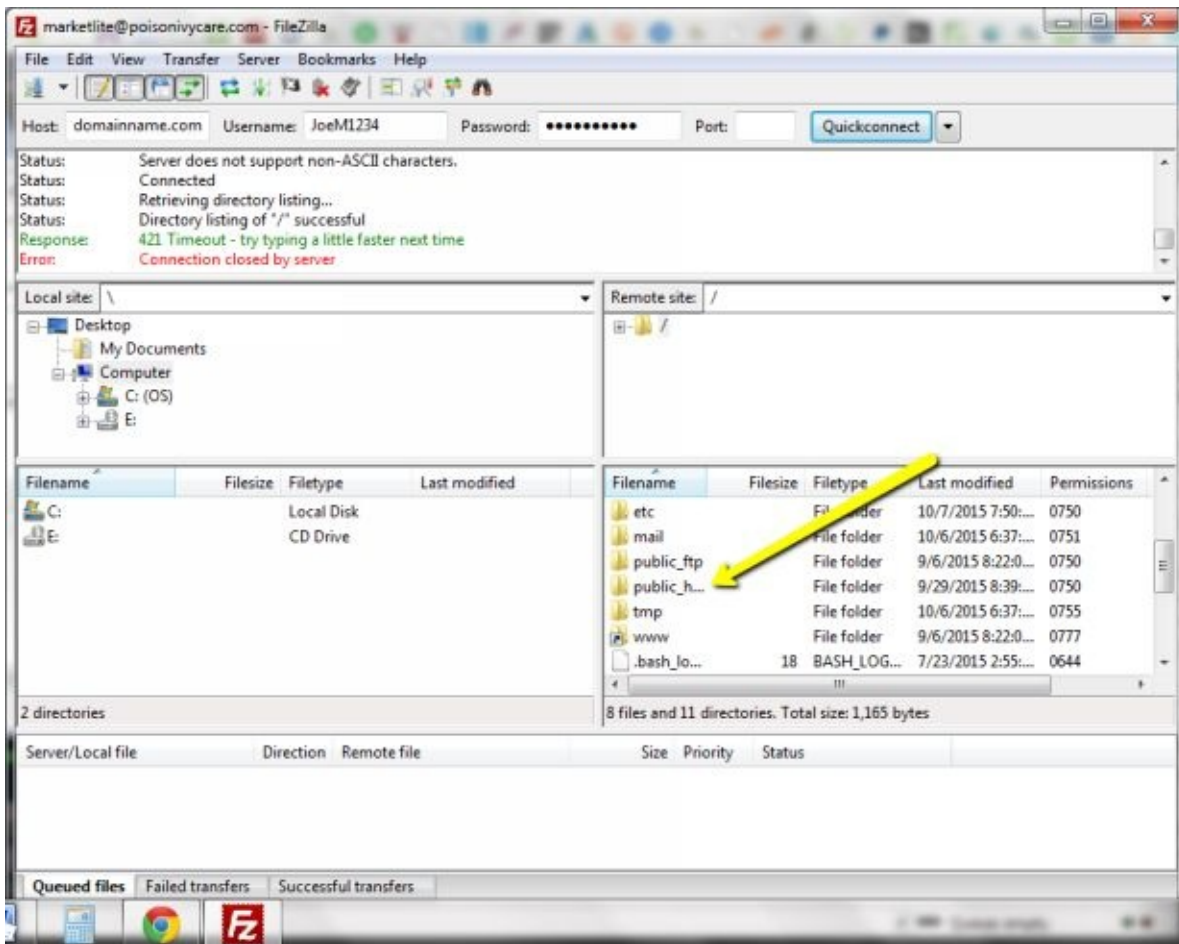 marketlite@poisonivycare.com - FileZilla
File Edit View Transfer Server Bookmarks Help
Host: domainname.com Username: JoeM1234 Password: ●●●●●●●●●● Port: Quickconnect
Status: Server does not support non-ASCII characters.
Status: Connected
Status: Retrieving directory listing...
Status: Directory listing of "/" successful
Response: 421 Timeout - try typing a little faster next time
Error: Connection closed by server
Local site: \
Desktop
My Documents
Computer
C: (OS)
E:
Remote site: /
/
Filename Filesize Filetype Last modified
C: Local Disk
E: CD Drive
2 directories
Filename Filesize Filetype Last modified Permissions
etc File folder 10/7/2015 7:50:... 0750
mail File folder 10/6/2015 6:37:... 0751
public_ftp File folder 9/6/2015 8:22:0... 0750
public_h... File folder 9/29/2015 8:39:... 0750
tmp File folder 10/6/2015 6:37:... 0755
www File folder 9/6/2015 8:22:0... 0777
.bash_lo... 18 BASH_LOG... 7/23/2015 2:55:... 0644
8 files and 11 directories. Total size: 1,165 bytes
Server/Local file Direction Remote file Size Priority Status
Queued files Failed transfers Successful transfers
Fz